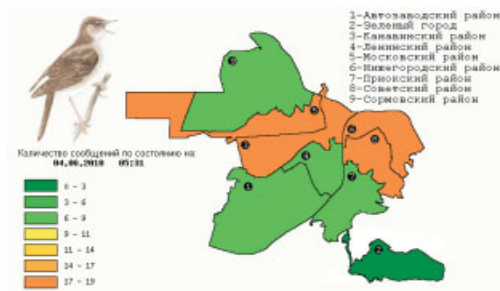 1-Автозаводский район
2-Зеленый город
3-Канавинский район
4-Ленинский район
5-Московский район
6-Нижегородский район
7-Приокский район
8-Советский район
9-Сормовский район
Количество сообщений по состоянию на:
04.06.2010 05:31
0 - 3
3 - 6
6 - 9
9 - 11
11 - 14
14 - 17
17 - 19